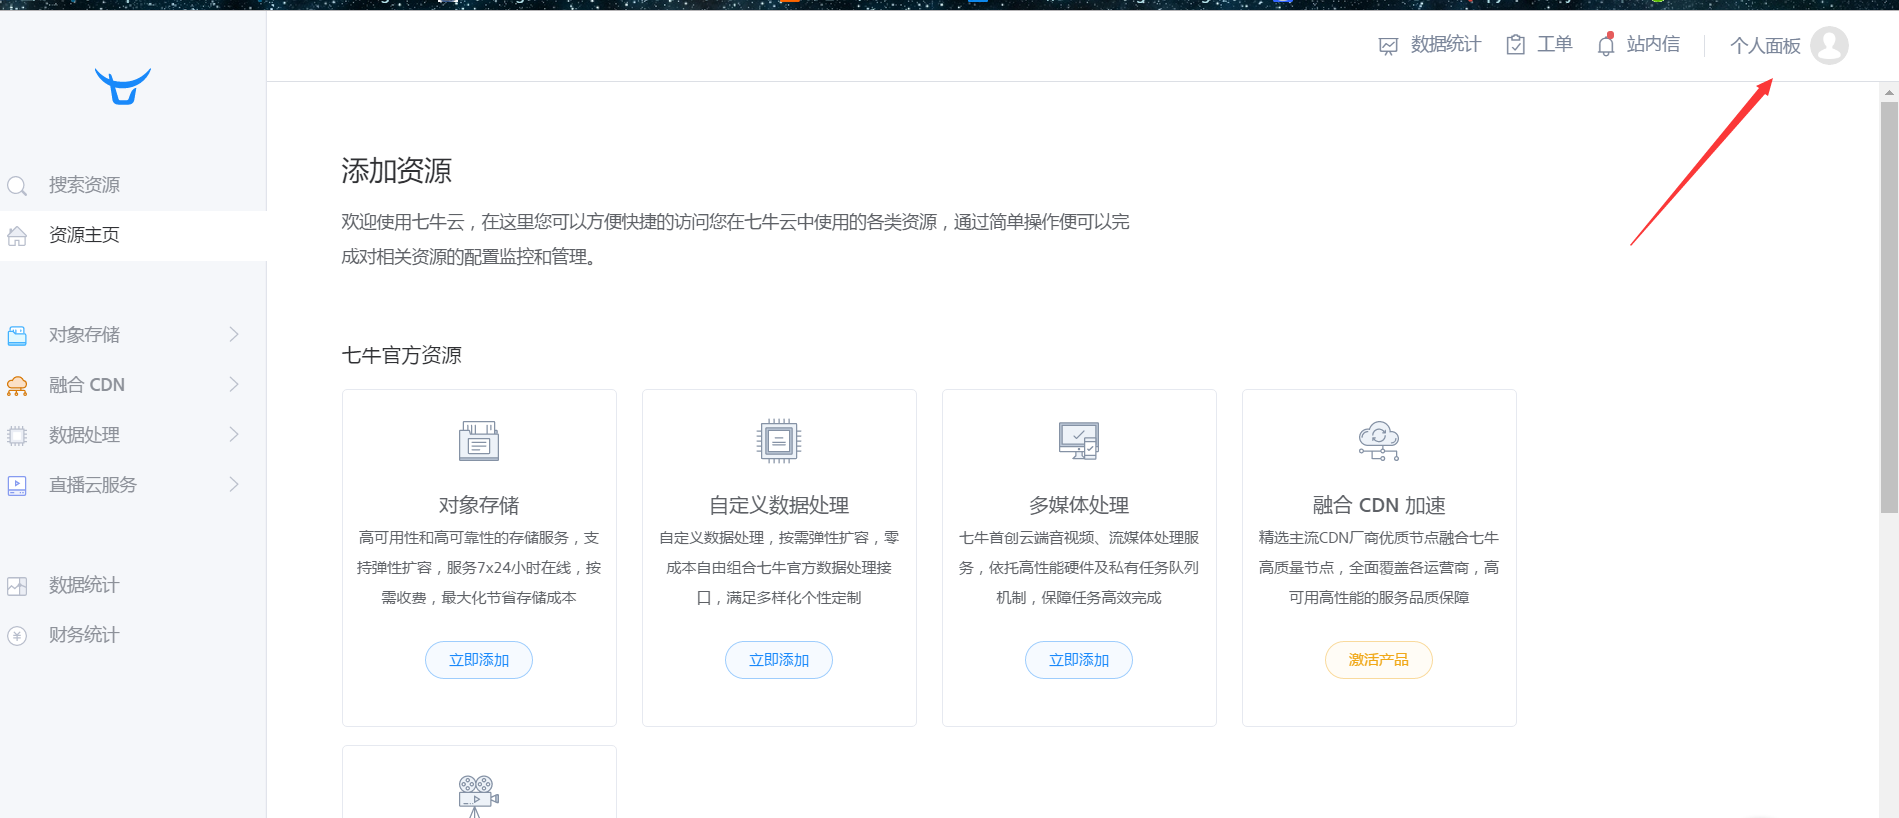 数据统计
工单
站内信
个人面板
搜索资源
资源主页
对象存储
融合 CDN
数据处理
直播云服务
数据统计
财务统计
添加资源
欢迎使用七牛云，在这里您可以方便快捷的访问您在七牛云中使用的各类资源，通过简单操作便可以完
成对相关资源的配置监控和管理。
七牛官方资源
对象存储
高可用性和高可靠性的存储服务，支
持弹性扩容，服务7x24小时在线，按
需收费，最大化节省存储成本
立即添加
自定义数据处理
自定义数据处理，按需弹性扩容，零
成本自由组合七牛官方数据处理接
口，满足多样化个性定制
立即添加
多媒体处理
七牛首创云端音视频、流媒体处理服
务，依托高性能硬件及私有任务队列
机制，保障任务高效完成
立即添加
融合 CDN 加速
精选主流CDN厂商优质节点融合七牛
高质量节点，全面覆盖各运营商，高
可用高性能的服务品质保障
激活产品